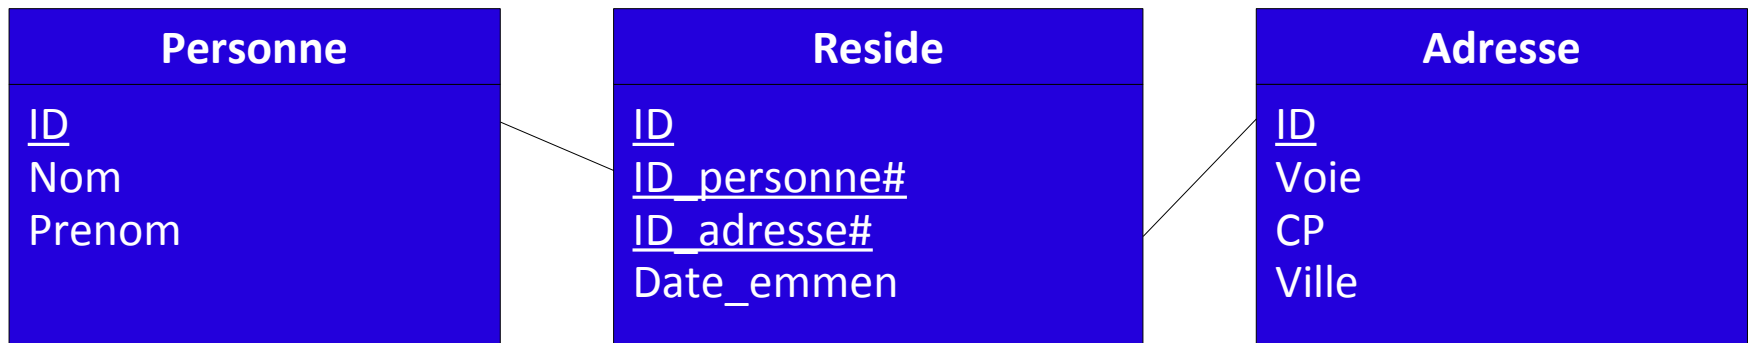 Personne
ID
Nom
Prenom
Reside
ID
ID_personne#
ID_adresse#
Date_emmen
Adresse
ID
Voie
CP
Ville